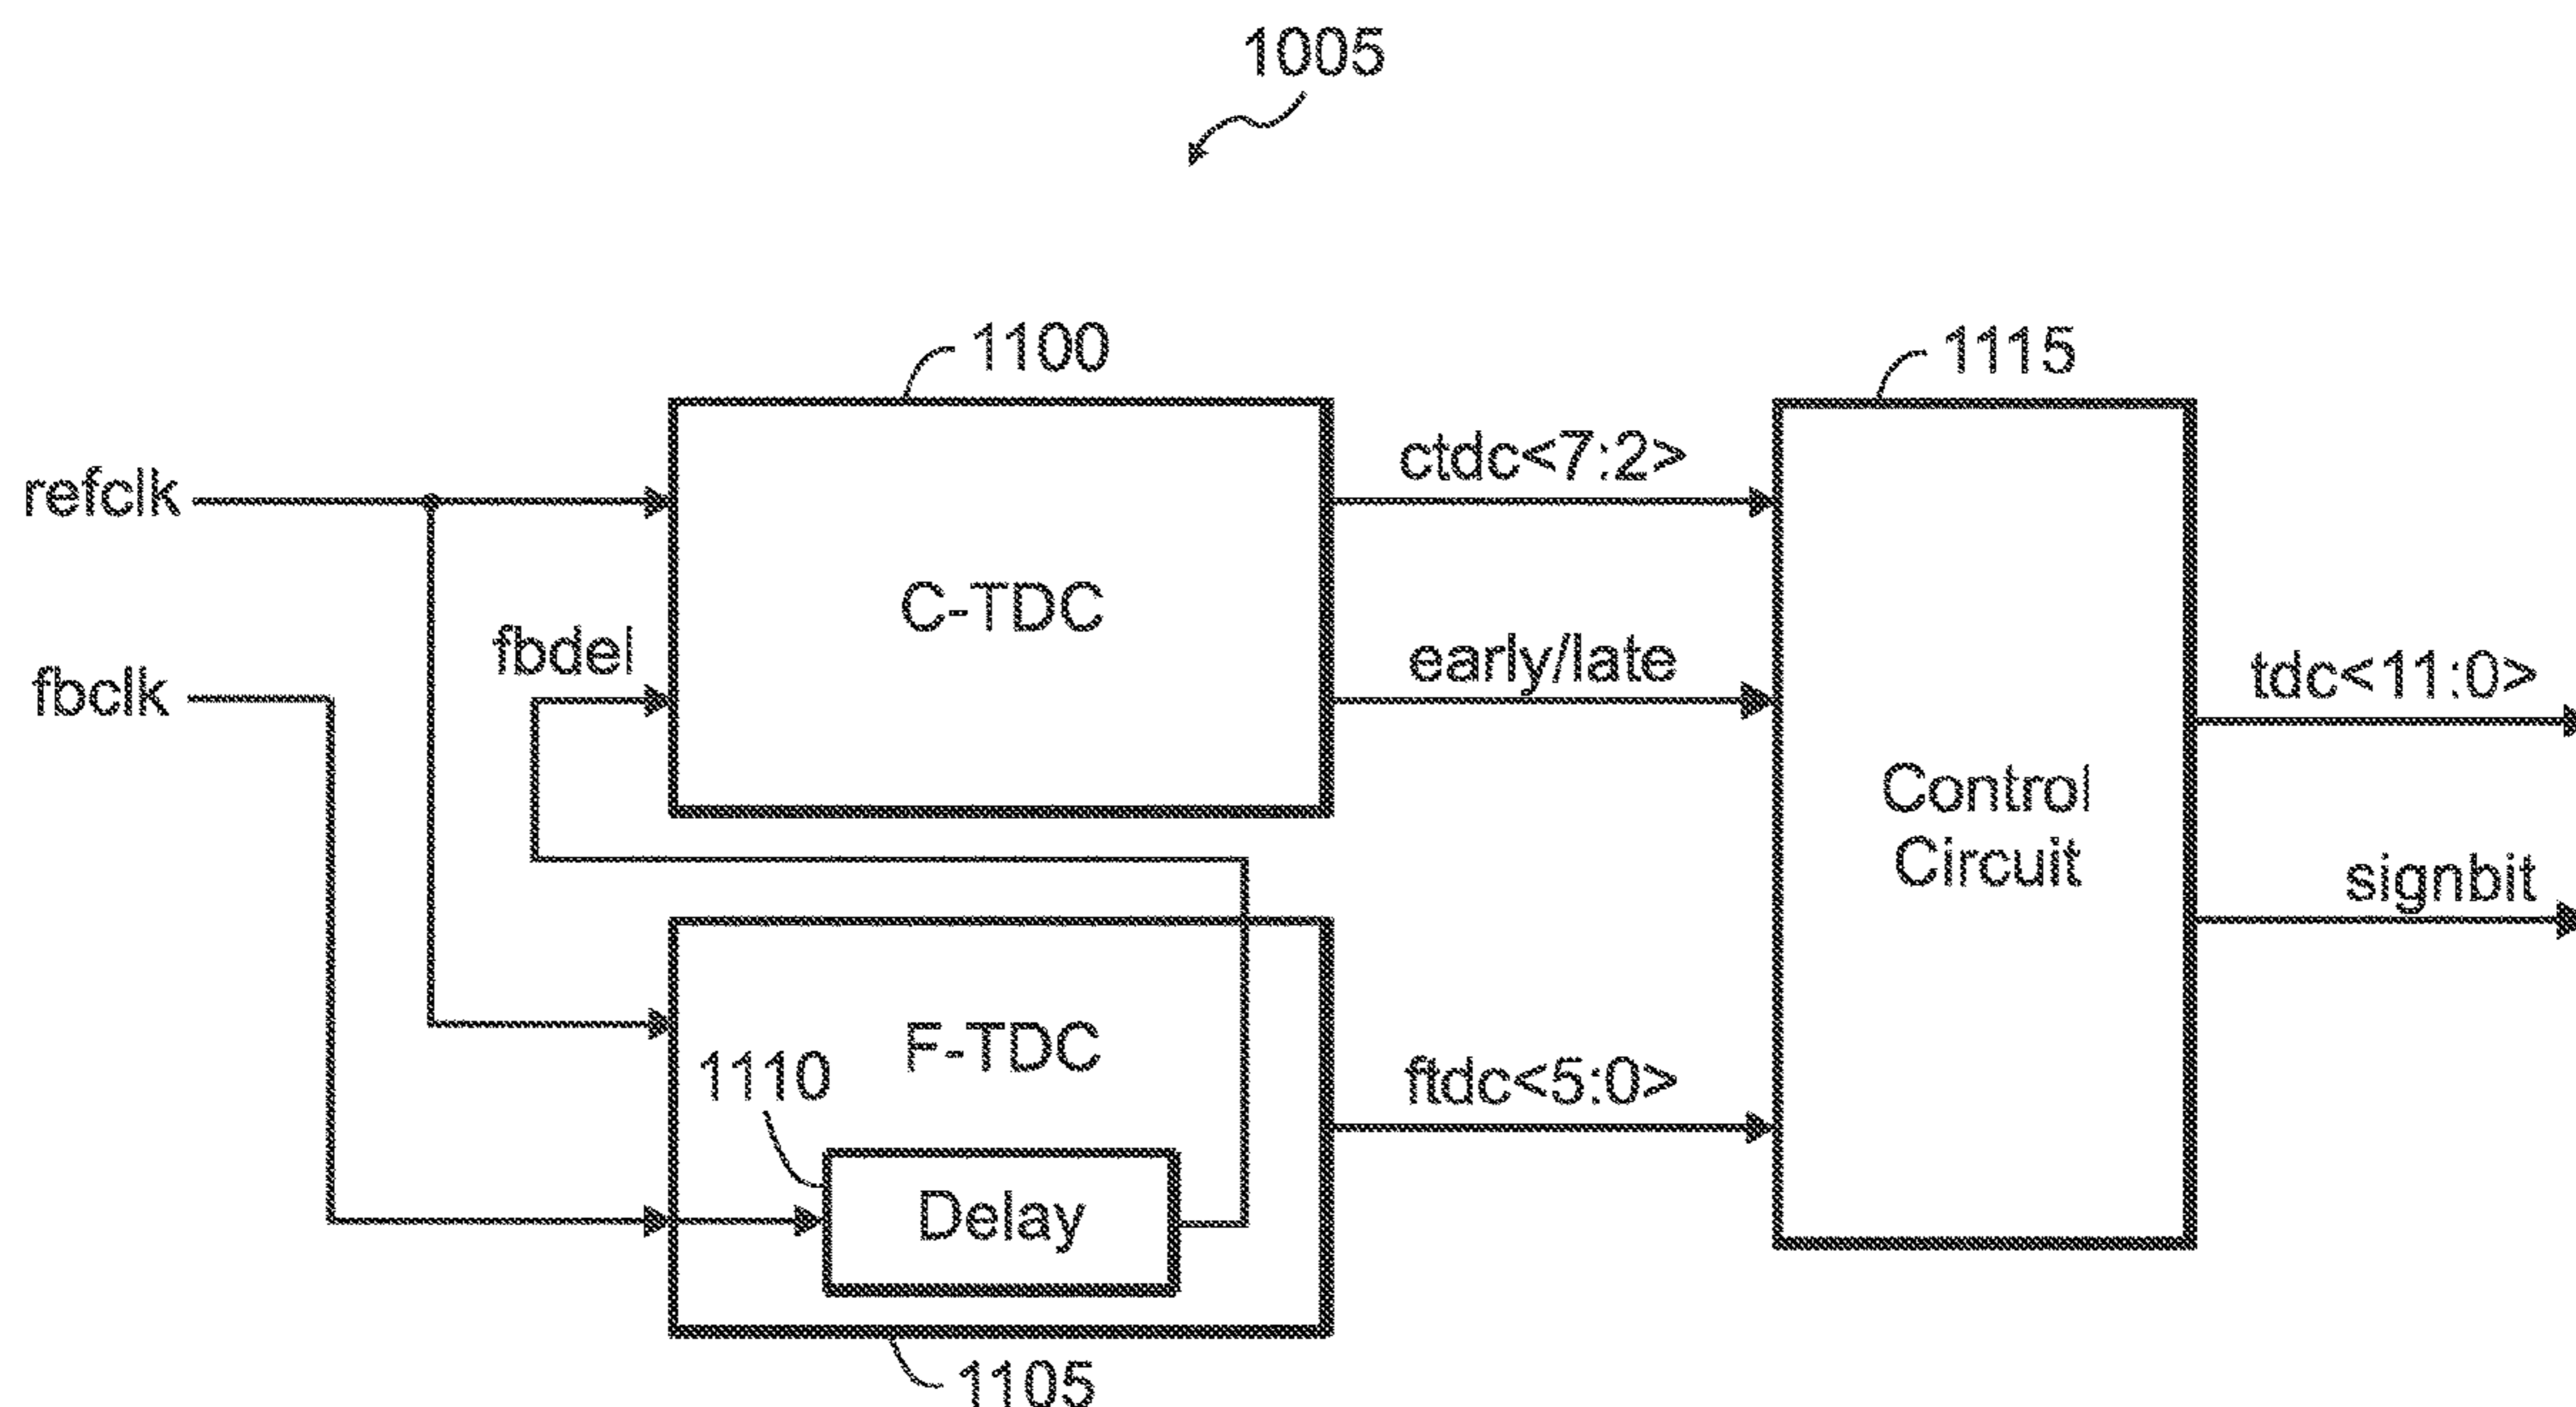 1005
1100
1115
refclk
ctdc<7:2>
C-TDC
fbdel
early/late
fbclk
tdc<11:0>
Control
Circuit
signbit
F-TDC
1110
ftdc<5:0>
Delay
1105